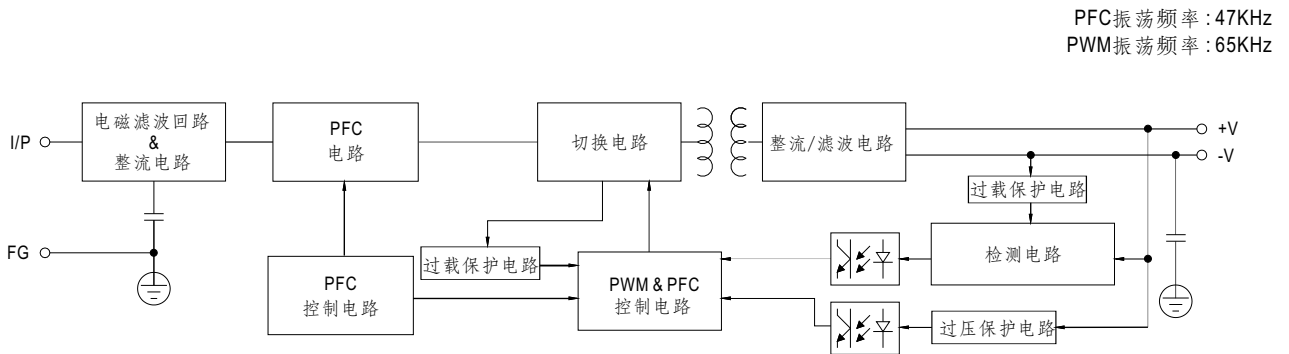 PFC振荡频率:47KHz
PWM振荡频率:65KHz
I/P
电磁滤波回路
&
整流电路
PFC
电路
切换电路
整流/滤波电路
+V
-V
过载保护电路
FG
过载保护电路
检测电路
PFC
控制电路
PWM & PFC
控制电路
过压保护电路